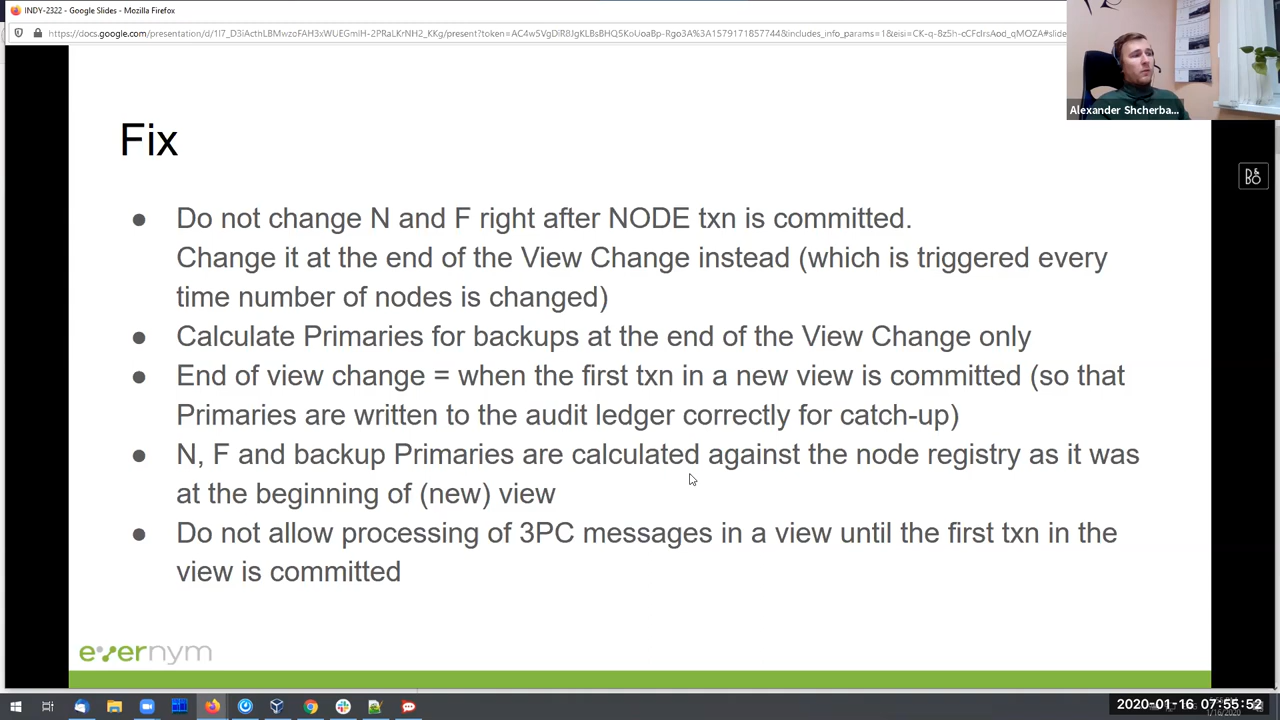 INDY-2322 - Google Slides - Mozilla Firefox
Alexander Shcherba...
Fix
● Do not change N and F right after NODE txn is committed.
Change it at the end of the View Change instead (which is triggered every
time number of nodes is changed)
● Calculate Primaries for backups at the end of the View Change only
● End of view change = when the first txn in a new view is committed (so that
Primaries are written to the audit ledger correctly for catch-up)
● N, F and backup Primaries are calculated against the node registry as it was
at the beginning of (new) view
● Do not allow processing of 3PC messages in a view until the first txn in the
view is committed
evernym
2020-01-16 07:55:52